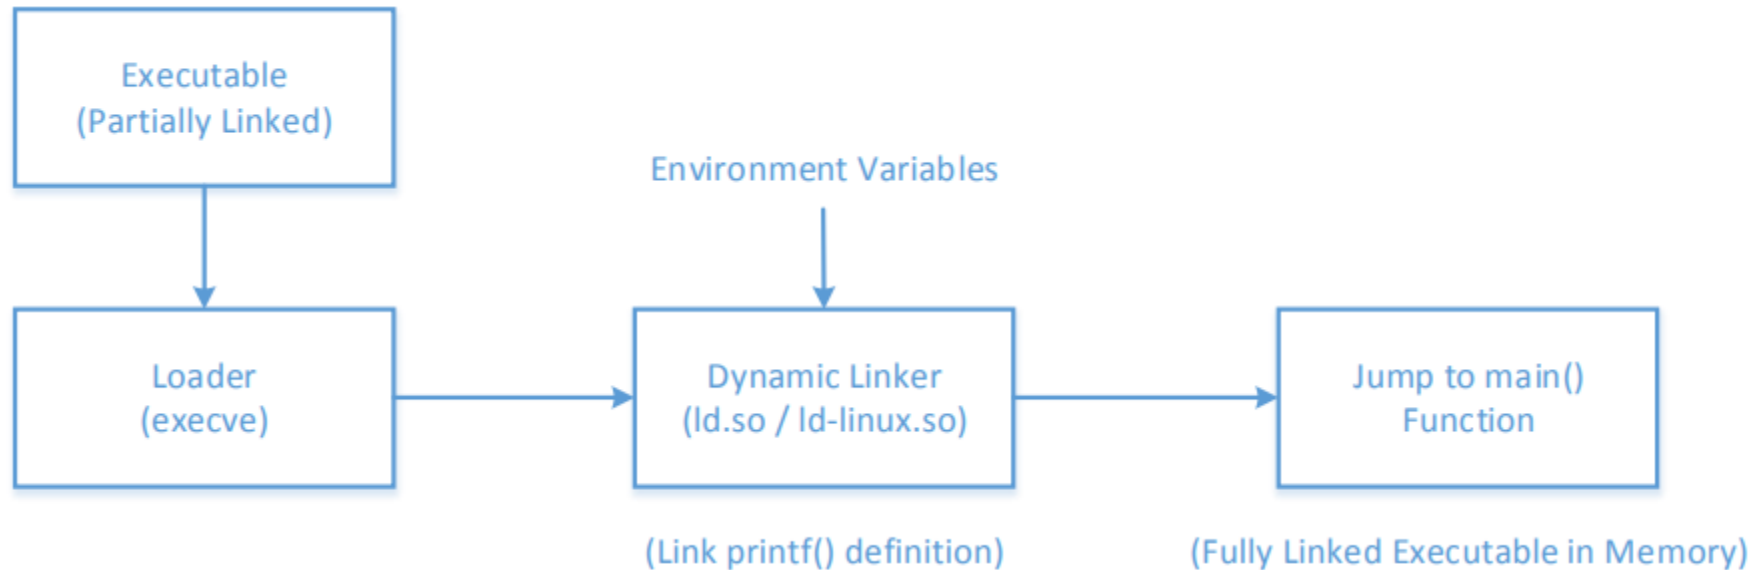 Executable
(Partially Linked)
Environment Variables
Loader
(execve)
Dynamic Linker
(ld.so / ld-linux.so)
Jump to main()
Function
(Link printf() definition)
(Fully Linked Executable in Memory)